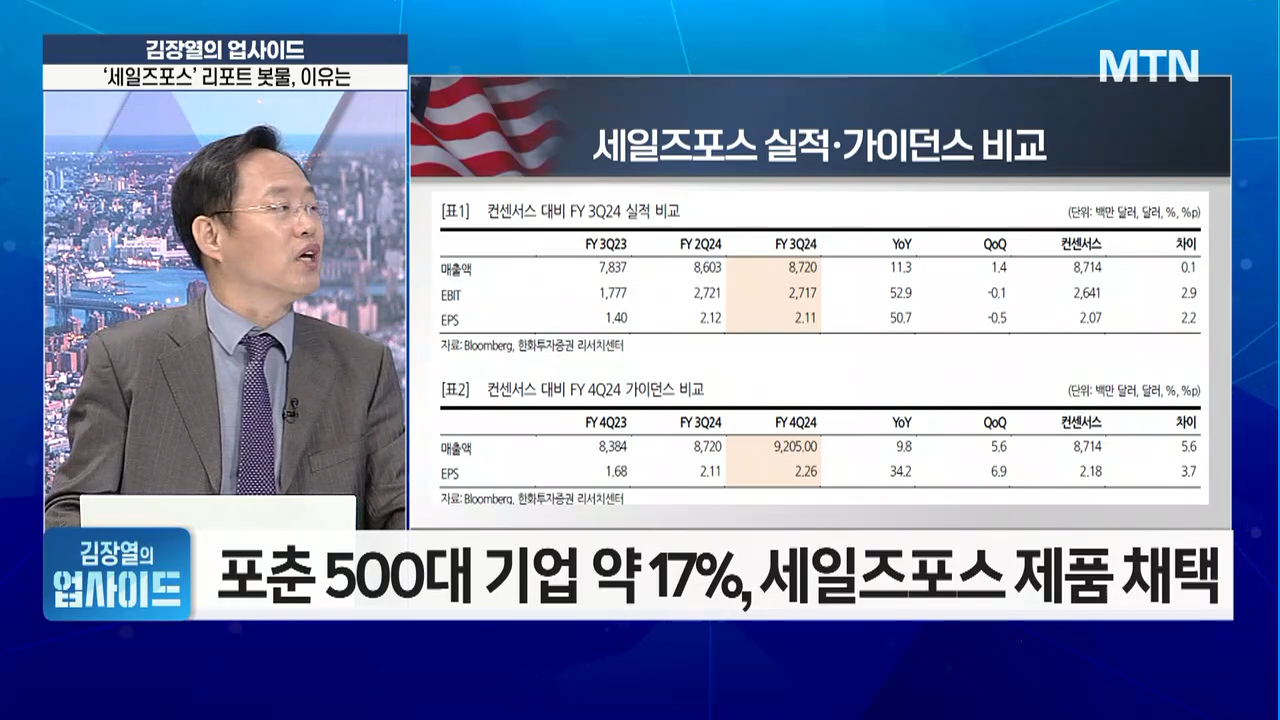 김장열의 업사이드
‘세일즈포스’ 리포트 봇물, 이유는
MTN
세일즈포스 실적·가이던스 비교
[표1] 컨센서스 대비 FY 3Q24 실적 비교 (단위: 백만 달러, 달러, %, %p)
FY 3Q23 FY 2Q24 FY 3Q24 YoY QoQ 컨센서스 차이
매출액 7,837 8,603 8,720 11.3 1.4 8,714 0.1
EBIT 1,777 2,721 2,717 52.9 -0.1 2,641 2.9
EPS 1.40 2.12 2.11 50.7 -0.5 2.07 2.2
자료: Bloomberg, 한화투자증권 리서치센터
[표2] 컨센서스 대비 FY 4Q24 가이던스 비교 (단위: 백만 달러, 달러, %, %p)
FY 4Q23 FY 3Q24 FY 4Q24 YoY QoQ 컨센서스 차이
매출액 8,384 8,720 9,205.00 9.8 5.6 8,714 5.6
EPS 1.68 2.11 2.26 34.2 6.9 2.18 3.7
자료: Bloomberg, 한화투자증권 리서치센터
김장열의
업사이드
포춘 500대 기업 약 17%, 세일즈포스 제품 채택